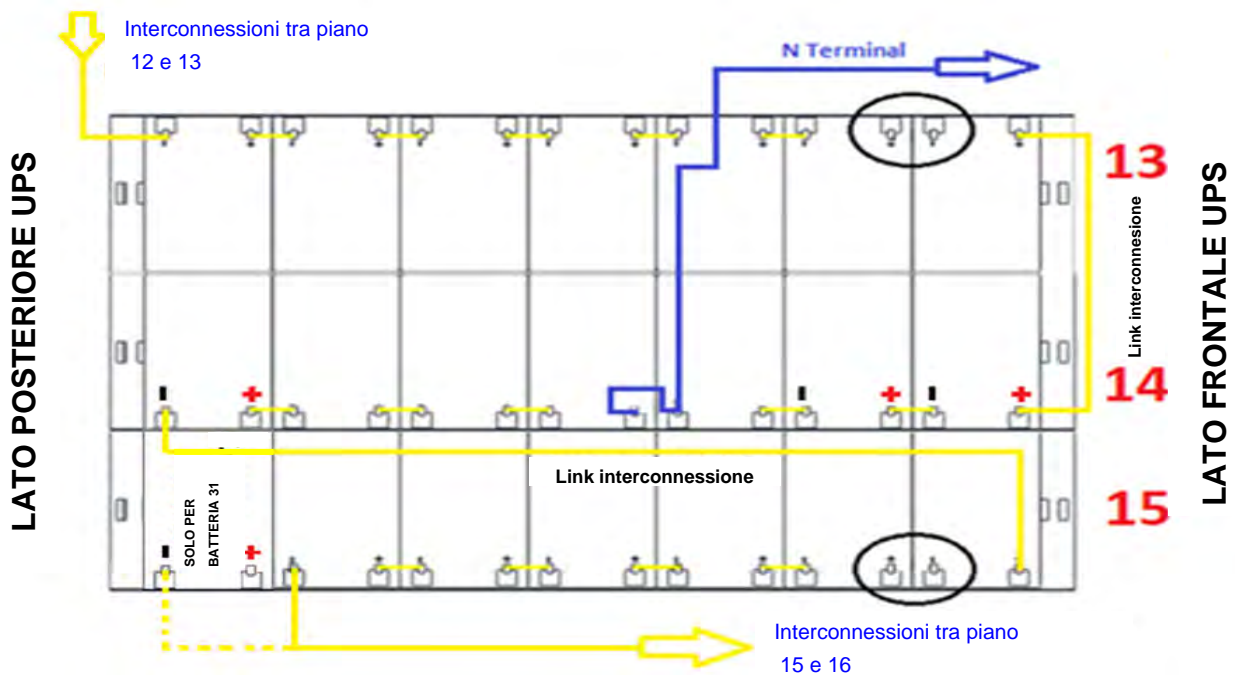 Interconnessioni tra piano
12 e 13
N Terminal
LATO POSTERIORE UPS
13
Link interconnesione
LATO FRONTALE UPS
14
Link interconnessione
SOLO PER
BATTERIA 31
15
Interconnessioni tra piano
15 e 16